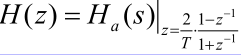 H(z) = H_a(s)|_{z = \frac{2}{T} \cdot \frac{1-z^{-1}}{1+z^{-1}}}